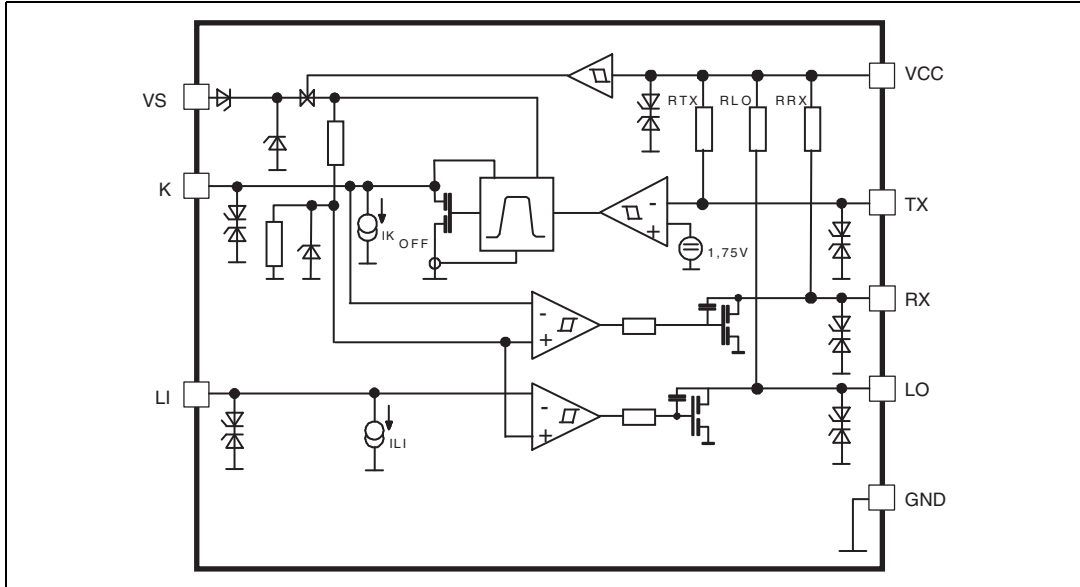 VS
VCC
RTX RLO RRX
K
TX
- +
IK OFF
1,75V
RX
- +
LI
LO
- +
ILI
GND